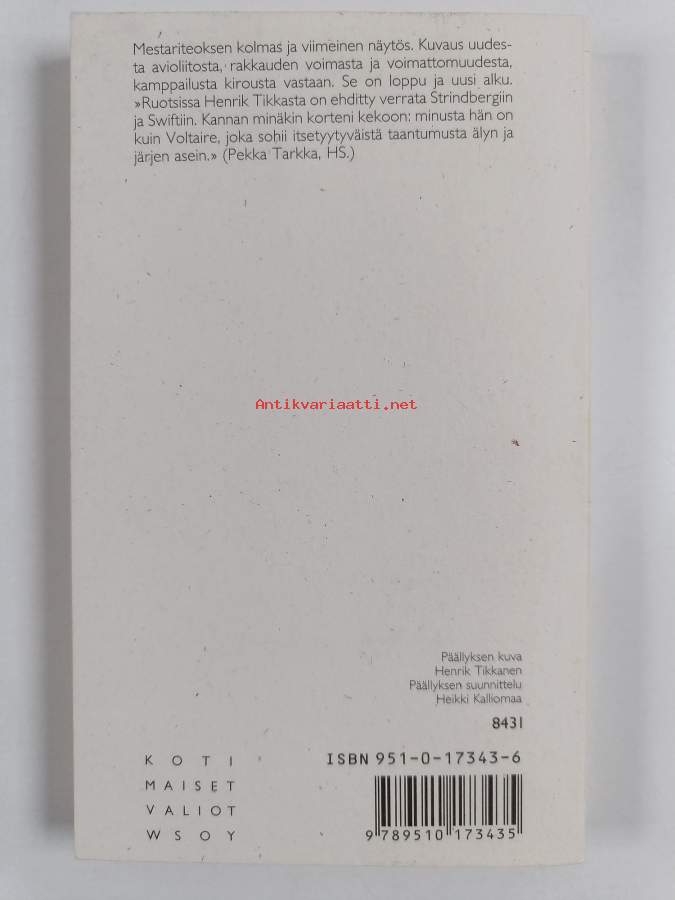 Mestariteoksen kolmas ja viimeinen näytös. Kuvaus uudes-
ta avioliitosta, rakkauden voimasta ja voimattomuudesta,
kamppailusta kirousta vastaan. Se on loppu ja uusi alku.
»Ruotsissa Henrik Tikkasta on ehditty verrata Strindbergiin
ja Swiftiin. Kannan minäkin korteni kekoon: minusta hän on
kuin Voltaire, joka sohii itsetyytyväistä taantumusta älyn ja
järjen asein.» (Pekka Tarkka, HS.)
Antikvariaatti.net
Päällyksen kuva
Henrik Tikkanen
Päällyksen suunnittelu
Heikki Kalliomaa
8431
KOTI
MAISET
VALIOT
WSOY
ISBN 951-0-17343-6
9 789510 173435